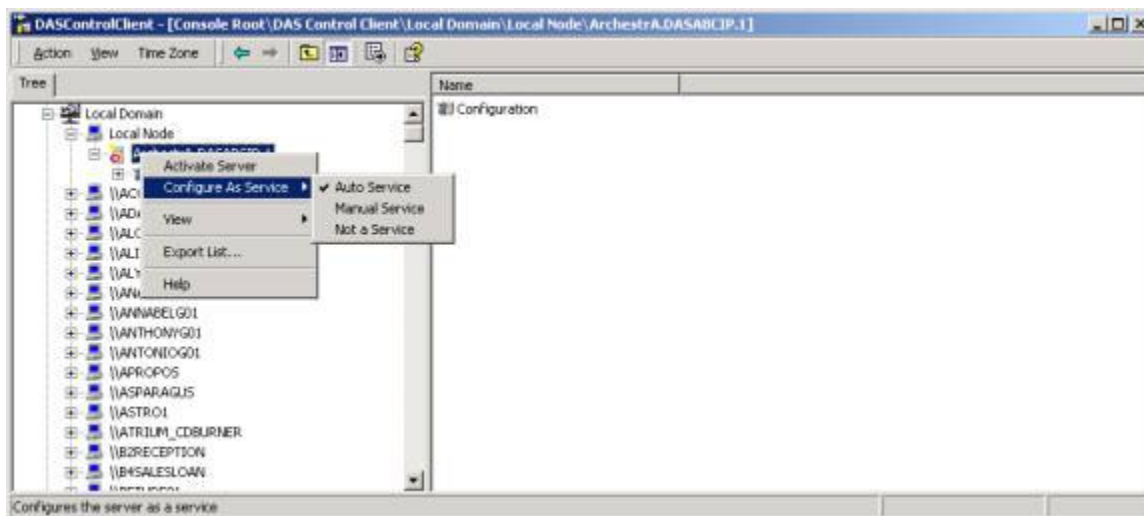 DASControlClient - [Console Root\DAS Control Client\Local Domain\Local Node\ArchestrA.DASABCIP.1]
Action View Time Zone
Tree
Name
Local Domain
Configuration
Local Node
Activate Server
Configure As Service
Auto Service
Manual Service
Not a Service
View
Export List...
Help
\\ANNABELG01
\\ANTHONYG01
\\ANTONIOG01
\\APROPOS
\\ASPARAGUS
\\ASTRO1
\\ATRIUM_CDBURNER
\\B2RECEPTION
\\B4SALESLOAN
Configures the server as a service